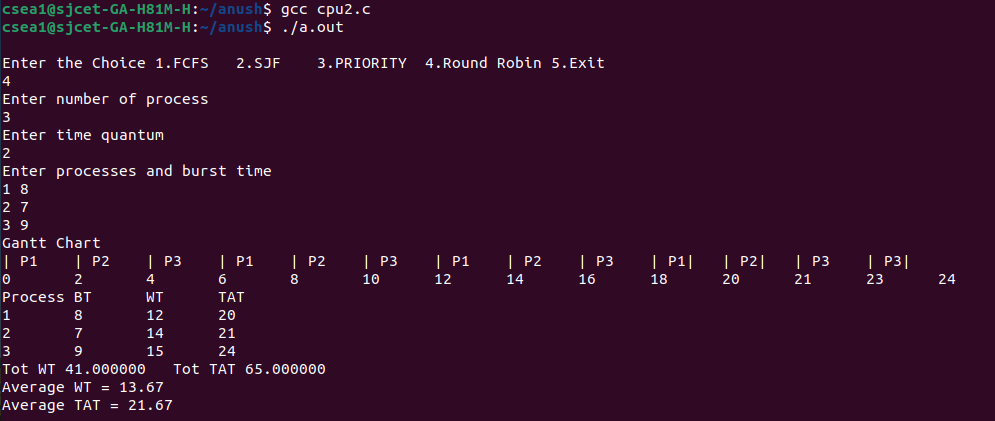 csea1@sjcet-GA-H81M-H:~/anush$ gcc cpu2.c
csea1@sjcet-GA-H81M-H:~/anush$ ./a.out
Enter the Choice 1.FCFS   2.SJF    3.PRIORITY  4.Round Robin 5.Exit
4
Enter number of process
3
Enter time quantum
2
Enter processes and burst time
1 8
2 7
3 9
Gantt Chart
| P1    | P2    | P3    | P1    | P2    | P3    | P1    | P2    | P3    | P1|   | P2|   | P3    | P3|
0       2       4       6       8       10      12      14      16      18      20      21      23      24
Process BT      WT      TAT
1       8       12      20
2       7       14      21
3       9       15      24
Tot WT 41.000000   Tot TAT 65.000000
Average WT = 13.67
Average TAT = 21.67